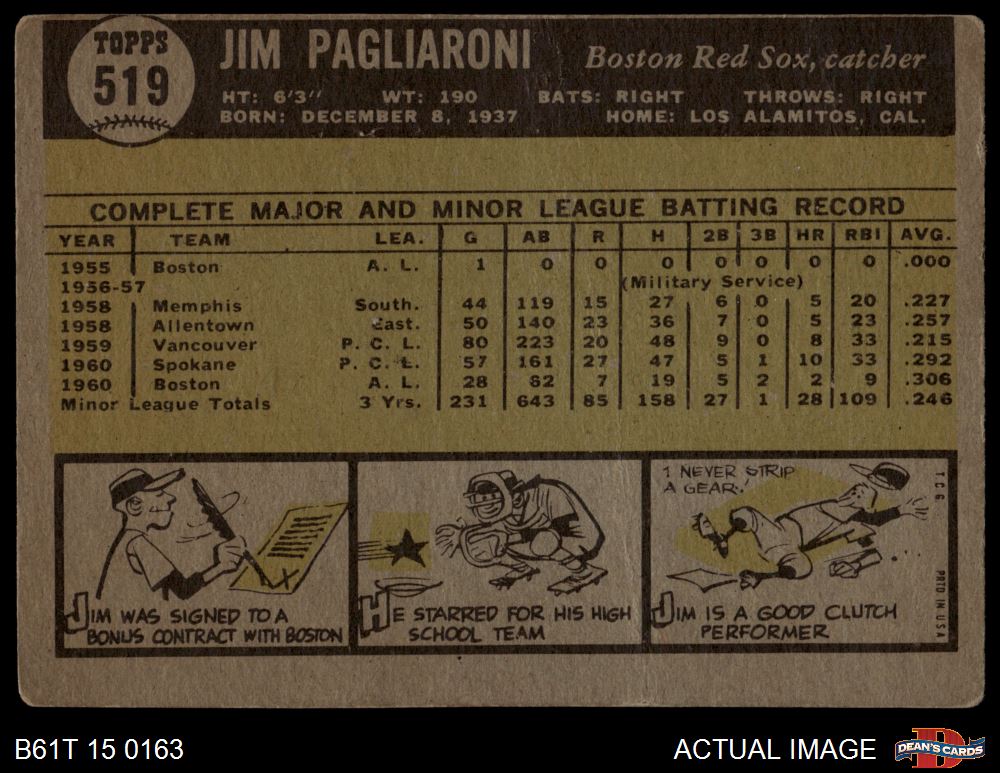 TOPPS
519
JIM PAGLIARONI
Boston Red Sox, catcher
HT: 6'3" WT: 190 BATS: RIGHT THROWS: RIGHT
BORN: DECEMBER 8, 1937 HOME: LOS ALAMITOS, CAL.
COMPLETE MAJOR AND MINOR LEAGUE BATTING RECORD
YEAR TEAM LEA. G AB R H 2B 3B HR RBI AVG.
1955 Boston A. L. 1 0 0 0 0 0 0 0 .000
1956-57 (Military Service)
1958 Memphis South. 44 119 15 27 6 0 5 20 .227
1958 Allentown East. 50 140 23 36 7 0 5 23 .257
1959 Vancouver P. C. L. 80 223 20 48 9 0 8 33 .215
1960 Spokane P. C. L. 57 161 27 47 5 1 10 33 .292
1960 Boston A. L. 28 62 7 19 5 2 2 9 .306
Minor League Totals 3 Yrs. 231 643 85 158 27 1 28 109 .246
JIM WAS SIGNED TO A
BONUS CONTRACT WITH BOSTON
HE STARRED FOR HIS HIGH
SCHOOL TEAM
I NEVER STRIP
A GEAR!
JIM IS A GOOD CLUTCH
PERFORMER
T.C.G.
PRTD IN USA
B61T 15 0163
ACTUAL IMAGE
DEAN'S CARDS